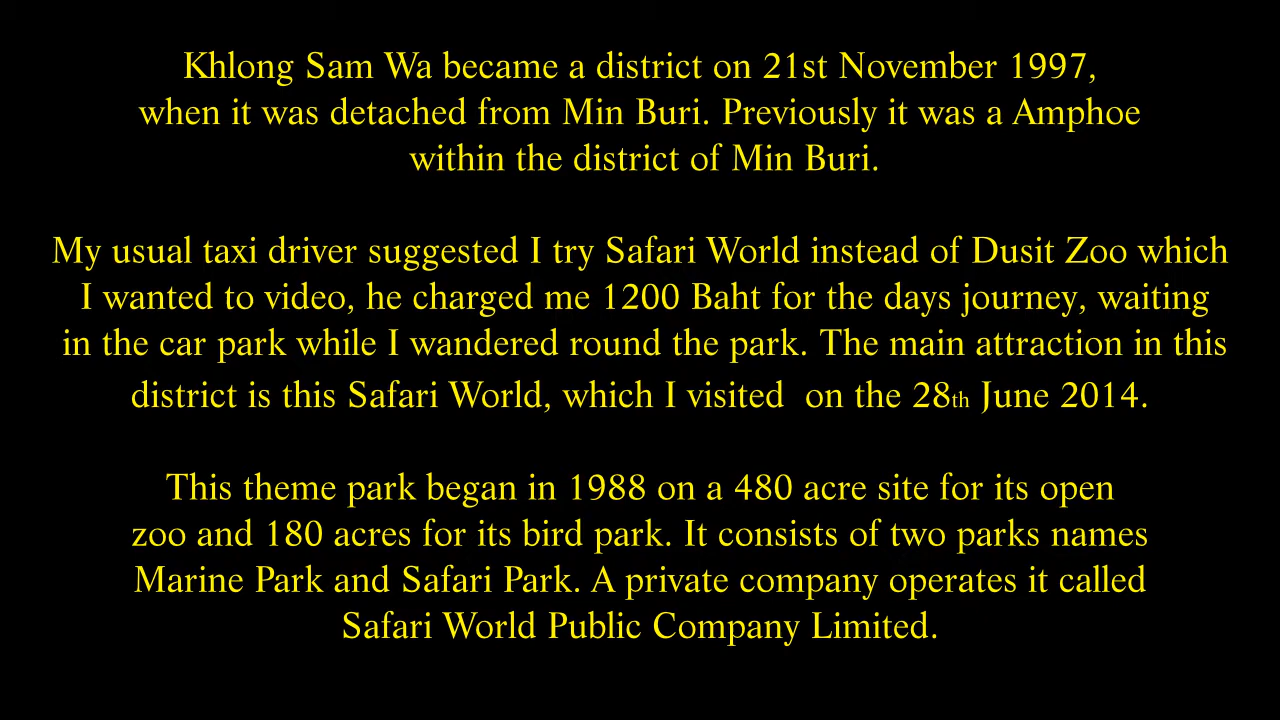 Khlong Sam Wa became a district on 21st November 1997,
when it was detached from Min Buri. Previously it was a Amphoe
within the district of Min Buri.
My usual taxi driver suggested I try Safari World instead of Dusit Zoo which
I wanted to video, he charged me 1200 Baht for the days journey, waiting
in the car park while I wandered round the park. The main attraction in this
district is this Safari World, which I visited  on the 28th June 2014.
This theme park began in 1988 on a 480 acre site for its open
zoo and 180 acres for its bird park. It consists of two parks names
Marine Park and Safari Park. A private company operates it called
Safari World Public Company Limited.